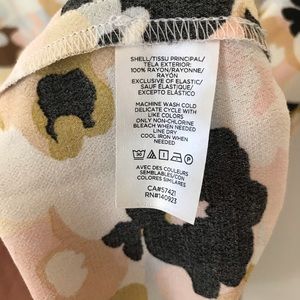 SHELL/TISSU PRINCIPAL/
TELA EXTERIOR:
100% RAYON/RAYONNE/
RAYÓN
EXCLUSIVE OF ELASTIC/
SAUF ÉLASTIQUE/
EXCEPTO ELÁSTICO
MACHINE WASH COLD
DELICATE CYCLE WITH
LIKE COLORS
ONLY NON-CHLORINE
BLEACH WHEN NEEDED
LINE DRY
COOL IRON WHEN
NEEDED
AVEC DES COULEURS
SEMBLABLES/CON
COLORES SIMILARES
CA#57421
RN#140923